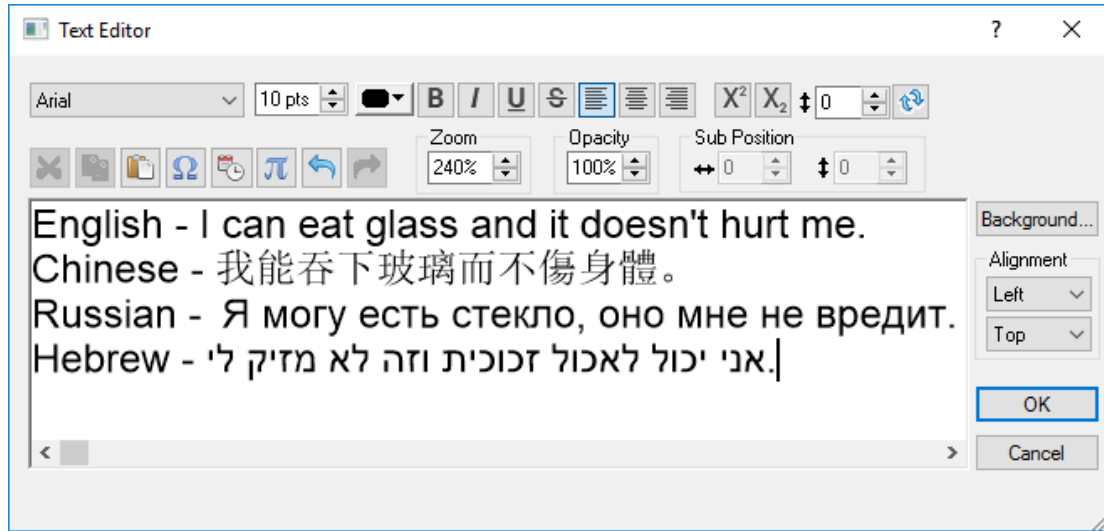 Text Editor ?
Arial 10 pts B I U S X² X₂ 0
Ω π Zoom 240% Opacity 100% Sub Position 0 0
English - I can eat glass and it doesn't hurt me.
Chinese - 我能吞下玻璃而不傷身體。
Russian -  Я могу есть стекло, оно мне не вредит.
Hebrew - אני יכול לאכול זכוכית וזה לא מזיק לי.
Background...
Alignment
Left
Top
OK
Cancel